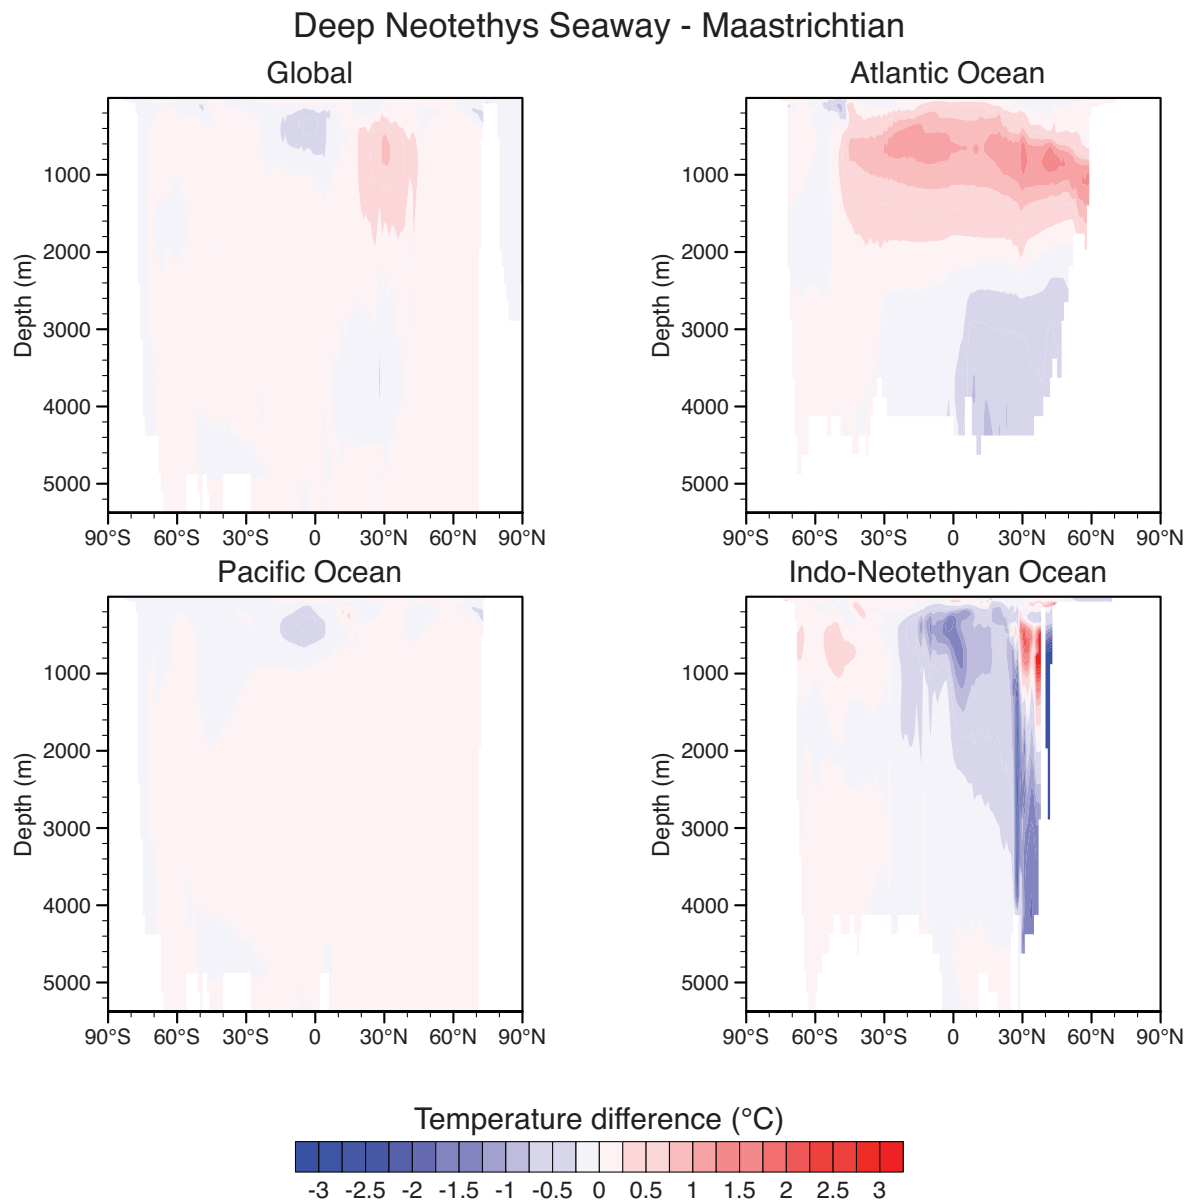 Deep Neotethys Seaway - Maastrichtian
Global
Atlantic Ocean
Depth (m)
1000
2000
3000
4000
5000
90°S 60°S 30°S 0 30°N 60°N 90°N
Depth (m)
1000
2000
3000
4000
5000
90°S 60°S 30°S 0 30°N 60°N 90°N
Pacific Ocean
Indo-Neotethyan Ocean
Depth (m)
1000
2000
3000
4000
5000
90°S 60°S 30°S 0 30°N 60°N 90°N
Depth (m)
1000
2000
3000
4000
5000
90°S 60°S 30°S 0 30°N 60°N 90°N
Temperature difference (°C)
-3 -2.5 -2 -1.5 -1 -0.5 0 0.5 1 1.5 2 2.5 3